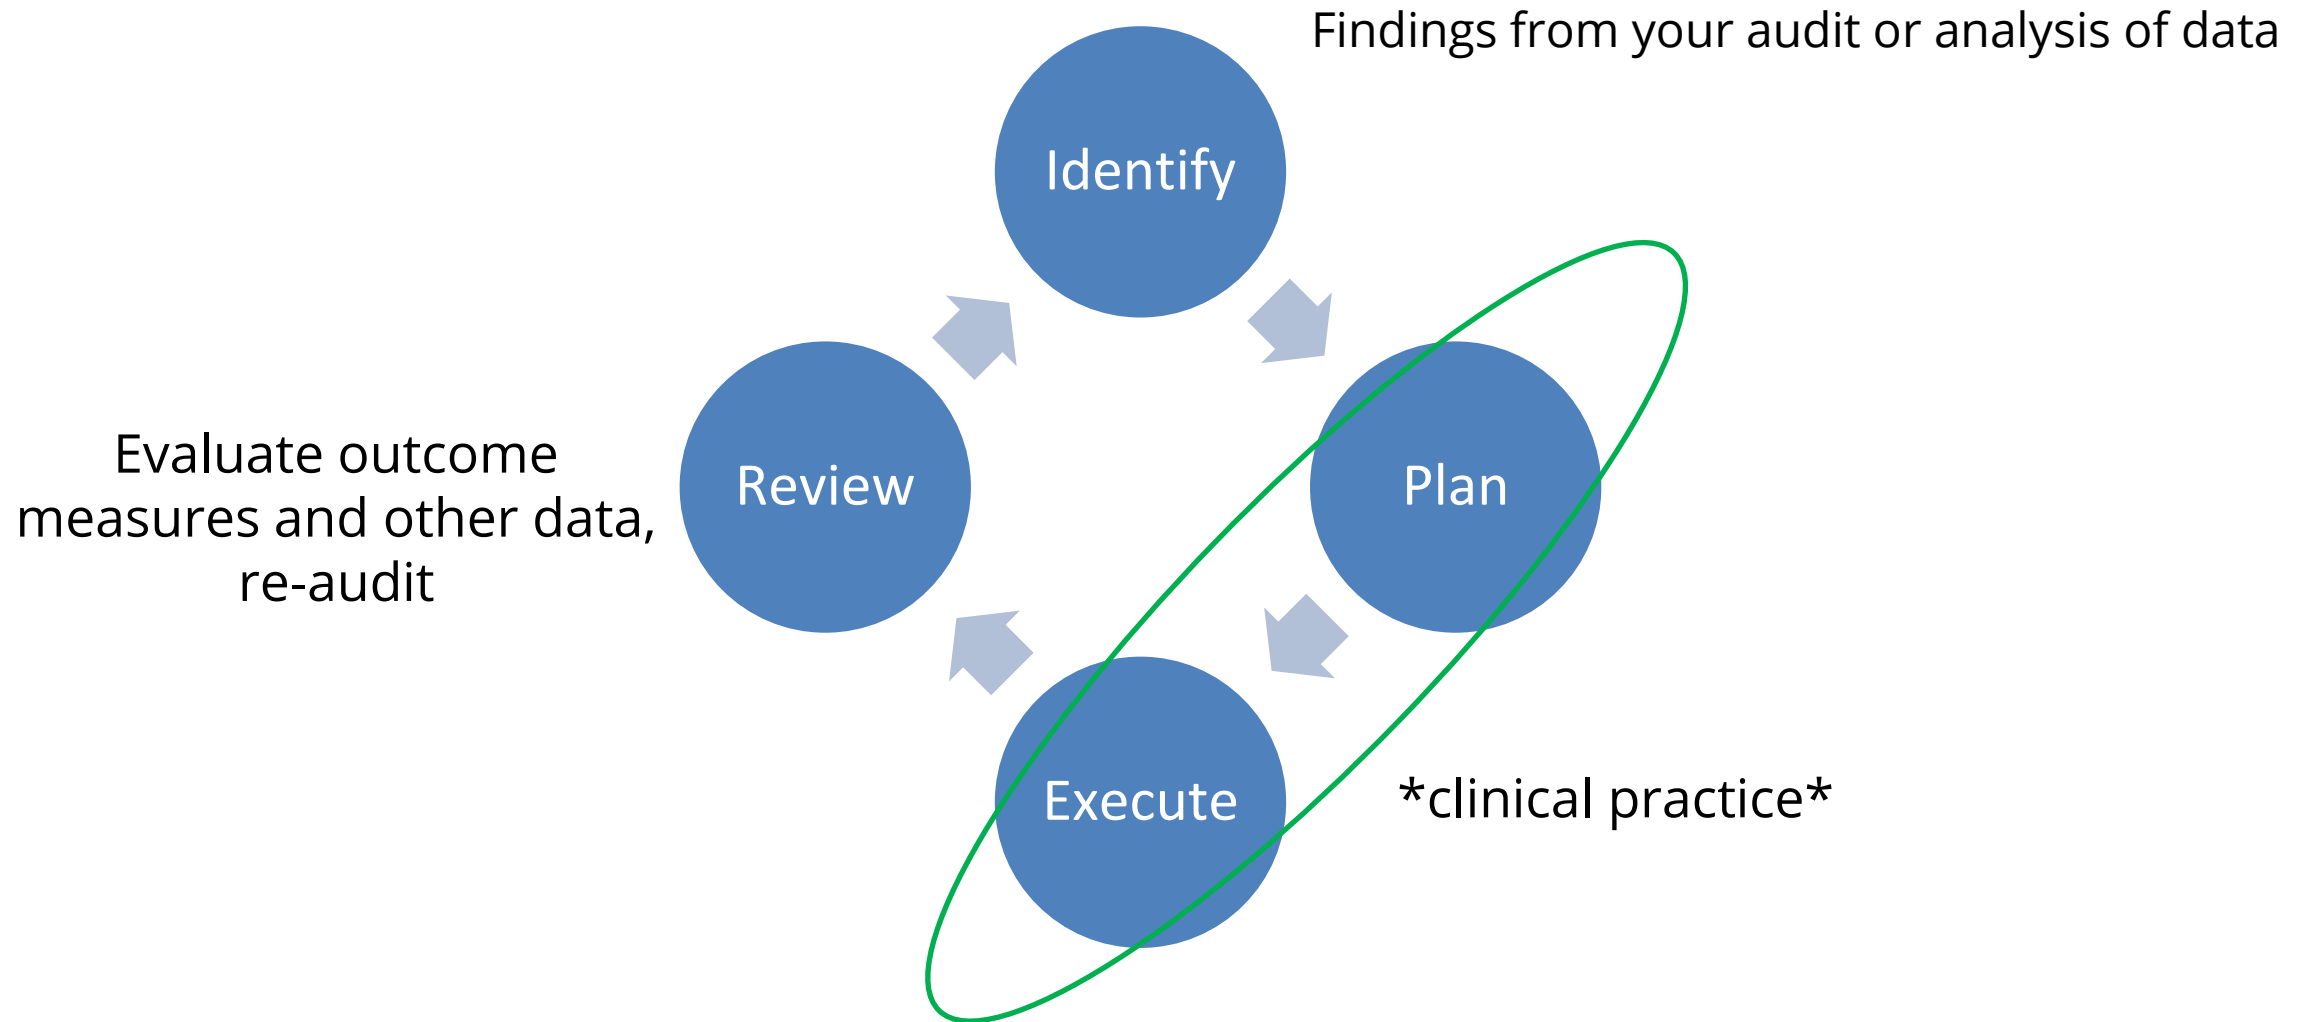 Findings from your audit or analysis of data
Identify
Evaluate outcome
measures and other data,
re-audit
Review
Plan
Execute
*clinical practice*